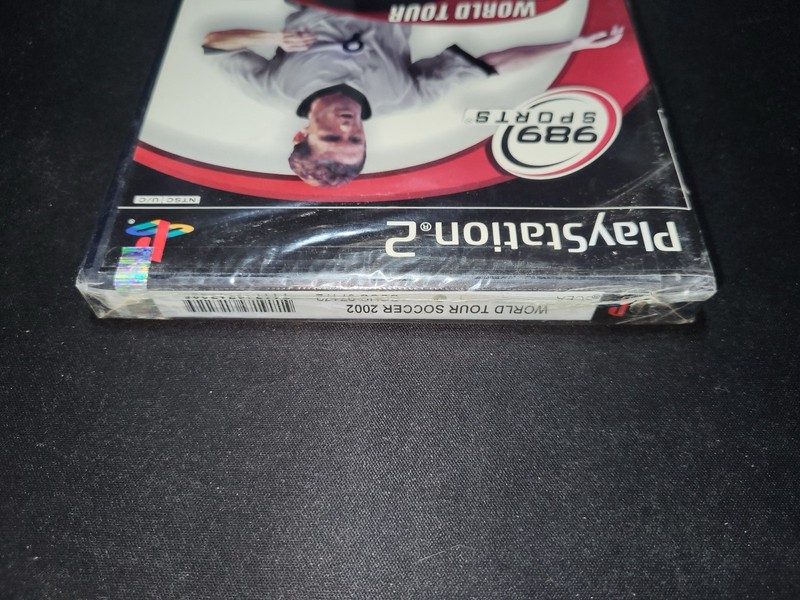 WORLD TOUR
989
SPORTS
NTSC U/C
PlayStation®2
WORLD TOUR SOCCER 2002